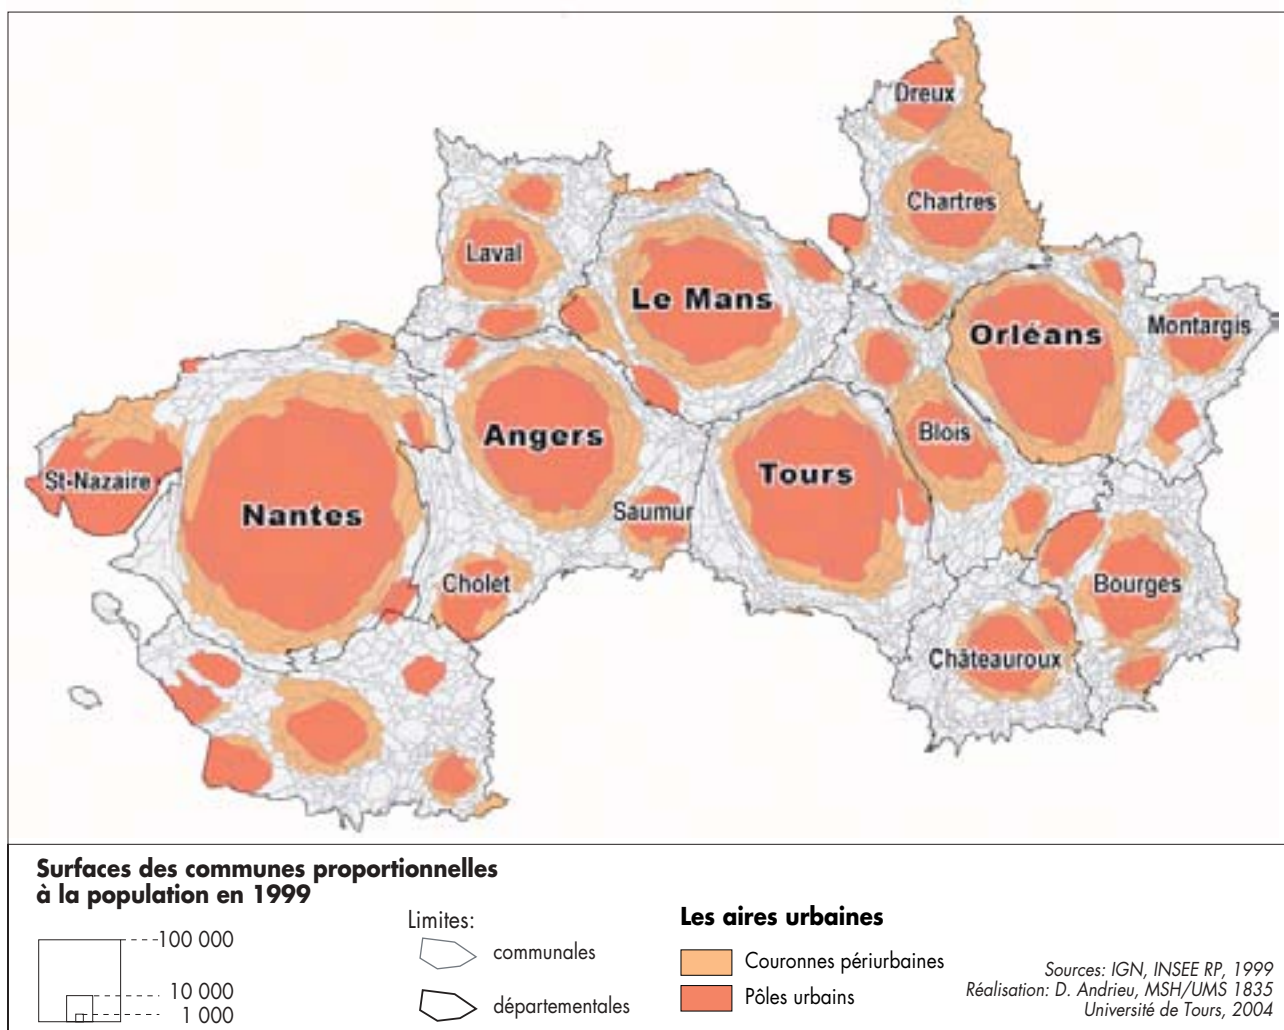 Dreux
Chartres
Laval
Le Mans
Orléans
Montargis
Angers
Blois
St-Nazaire
Tours
Nantes
Saumur
Cholet
Bourges
Châteauroux
Surfaces des communes proportionnelles
à la population en 1999
100 000
10 000
1 000
Limites:
communales
départementales
Les aires urbaines
Couronnes périurbaines
Pôles urbains
Sources: IGN, INSEE RP, 1999
Réalisation: D. Andrieu, MSH/UMS 1835
Université de Tours, 2004